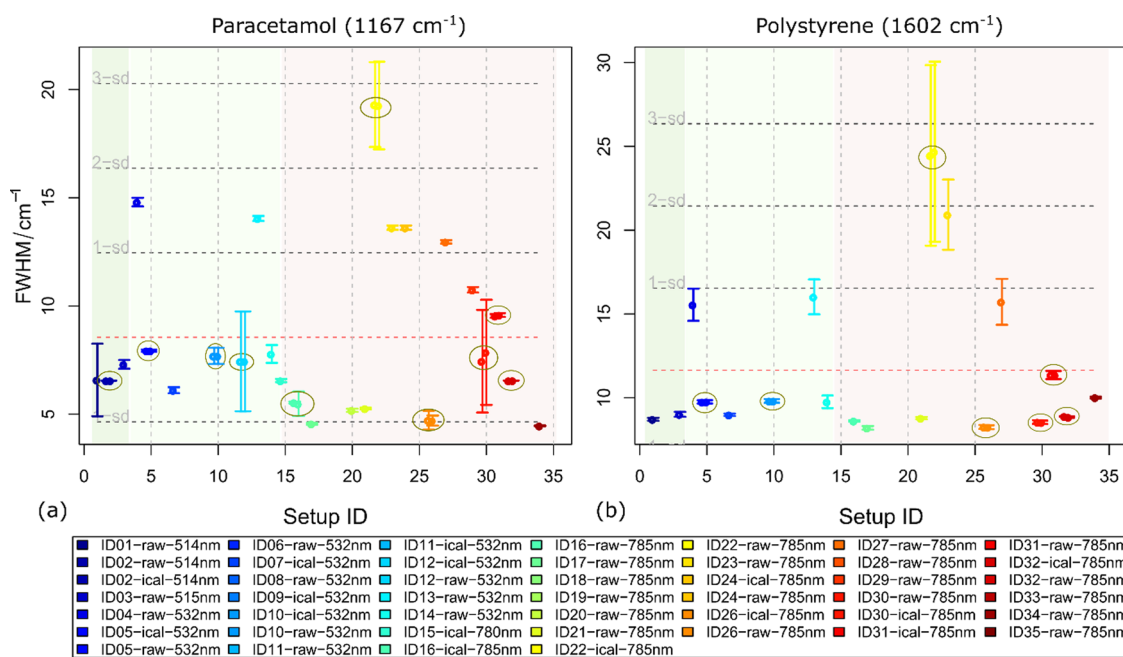 Paracetamol (1167 cm⁻¹)
Polystyrene (1602 cm⁻¹)
FWHM/cm⁻¹
20
15
10
5
3-sd
2-sd
1-sd
-sd
0 5 10 15 20 25 30 35
30
25
20
15
10
3-sd
2-sd
1-sd
0 5 10 15 20 25 30 35
(a)
Setup ID
(b)
Setup ID
ID01-raw-514nm ID06-raw-532nm ID11-ical-532nm ID16-raw-785nm ID22-raw-785nm ID27-raw-785nm ID31-raw-785nm
ID02-raw-514nm ID07-ical-532nm ID12-ical-532nm ID17-raw-785nm ID23-raw-785nm ID28-raw-785nm ID32-ical-785nm
ID02-ical-514nm ID08-raw-532nm ID12-raw-532nm ID18-raw-785nm ID24-ical-785nm ID29-raw-785nm ID32-raw-785nm
ID03-raw-515nm ID09-ical-532nm ID13-raw-532nm ID19-raw-785nm ID24-raw-785nm ID30-raw-785nm ID33-raw-785nm
ID04-raw-532nm ID10-ical-532nm ID14-raw-532nm ID20-raw-785nm ID26-ical-785nm ID30-ical-785nm ID34-raw-785nm
ID05-ical-532nm ID10-raw-532nm ID15-ical-780nm ID21-raw-785nm ID26-raw-785nm ID31-ical-785nm ID35-raw-785nm
ID05-raw-532nm ID11-raw-532nm ID16-ical-785nm ID22-ical-785nm